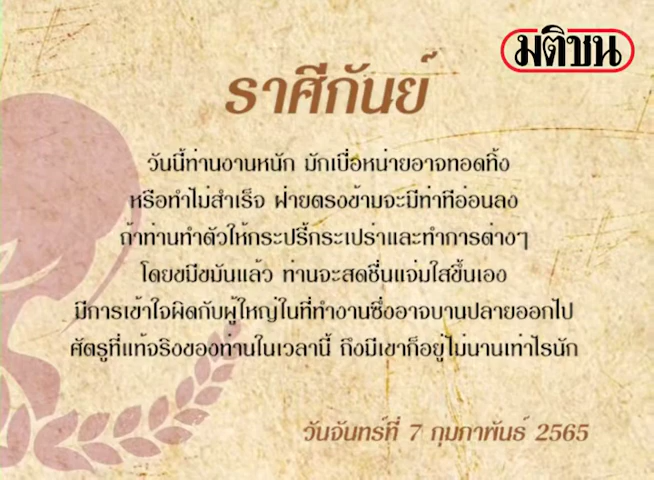 มติชน
ราศีกันย์
วันนี้ท่านงานหนัก มักเบื่อหน่ายอาจทอดทิ้ง
หรือทำไม่สำเร็จ ฝ่ายตรงข้ามจะมีท่าทีอ่อนลง
ถ้าท่านทำตัวให้กระปรี้กระเปร่าและทำการต่างๆ
โดยขมีขมันแล้ว ท่านจะสดชื่นแจ่มใสขึ้นเอง
มีการเข้าใจผิดกับผู้ใหญ่ในที่ทำงานซึ่งอาจบานปลายออกไป
ศัตรูที่แท้จริงของท่านในเวลานี้ ถึงมีเขาก็อยู่ไม่นานเท่าไรนัก
วันจันทร์ที่ 7 กุมภาพันธ์ 2565